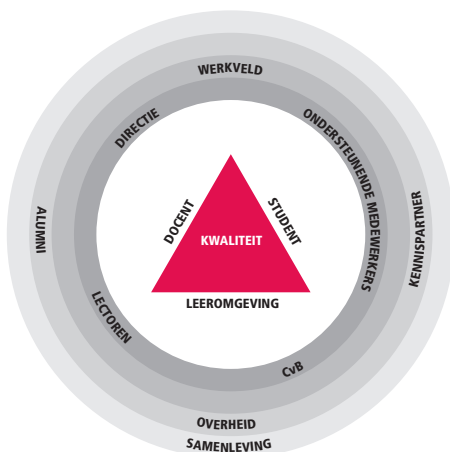 WERKVELD
DIRECTIE
ONDERSTEUNENDE MEDEWERKERS
DOCENT
STUDENT
KWALITEIT
ALUMNI
KENNISPARTNER
LEEROMGEVING
LECTOREN
CvB
OVERHEID
SAMENLEVING